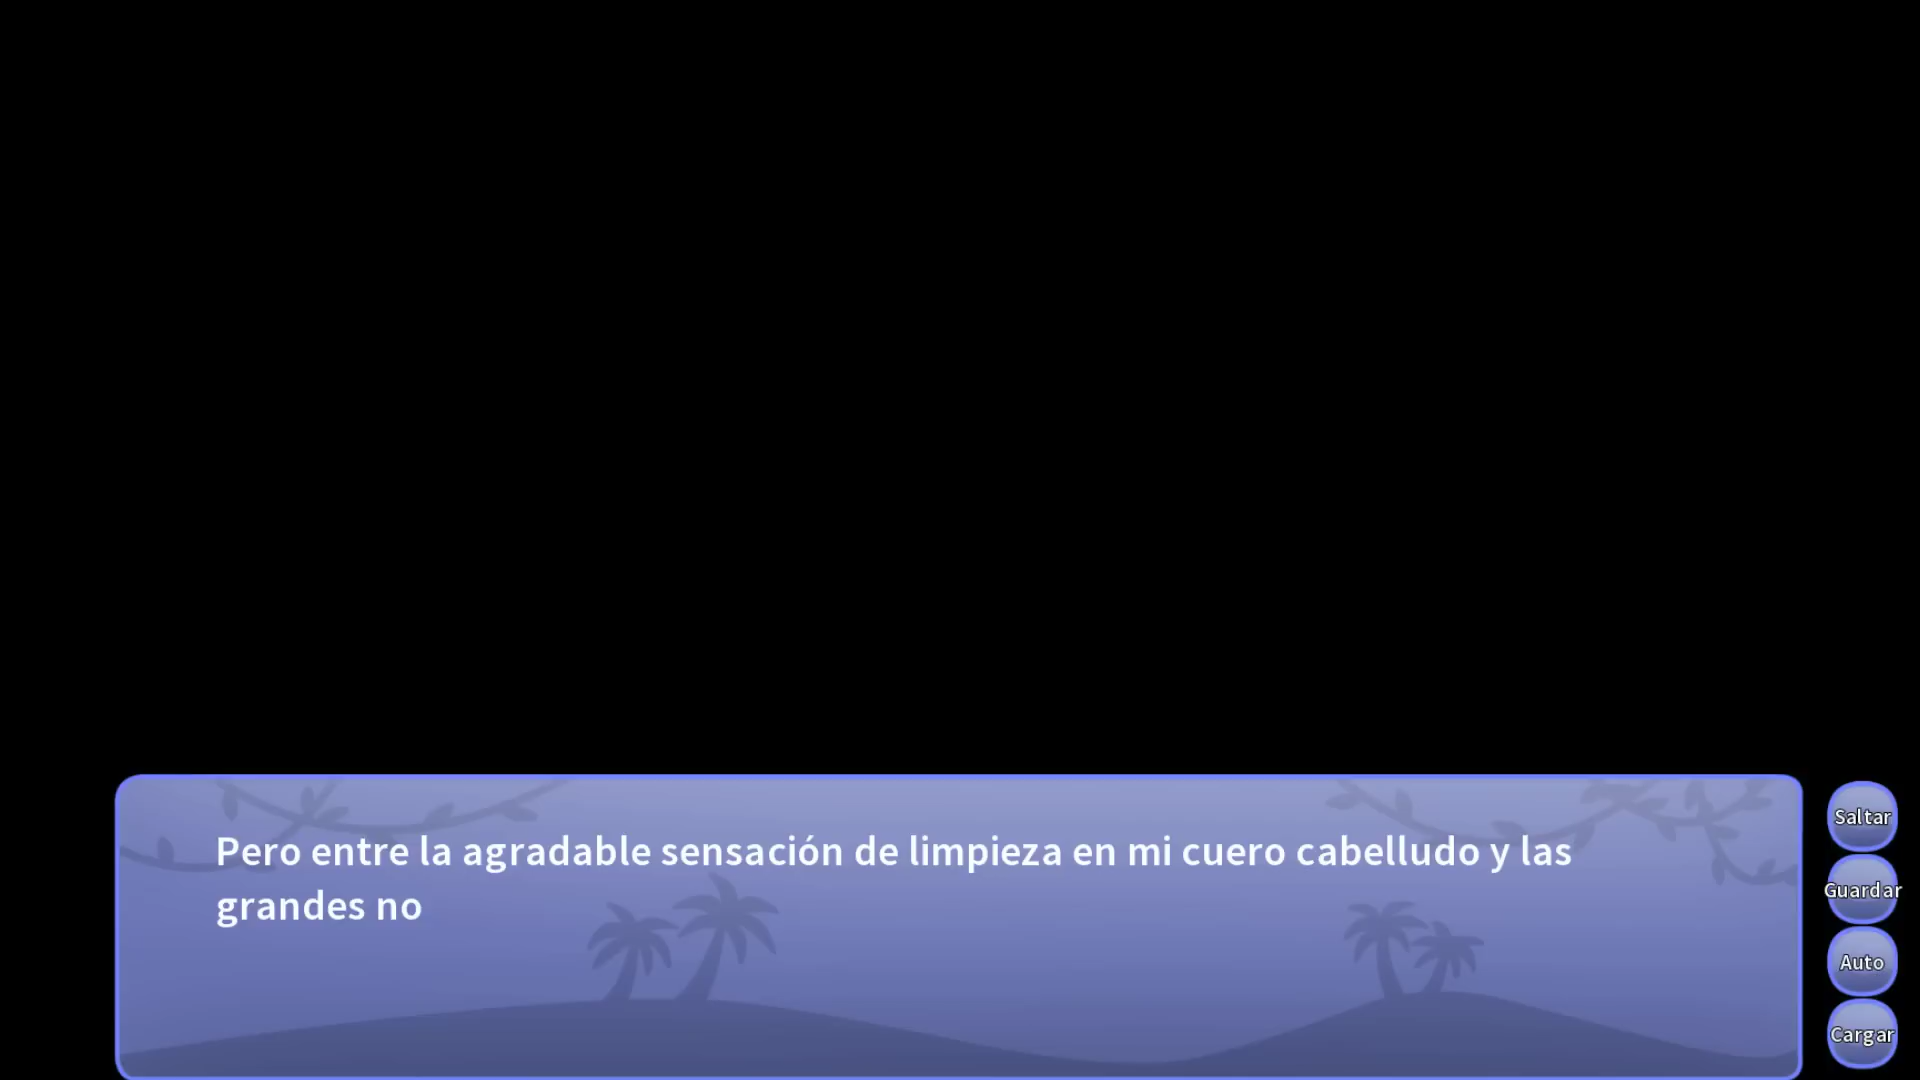 Pero entre la agradable sensación de limpieza en mi cuero cabelludo y las
grandes no
Saltar
Guardar
Auto
Cargar